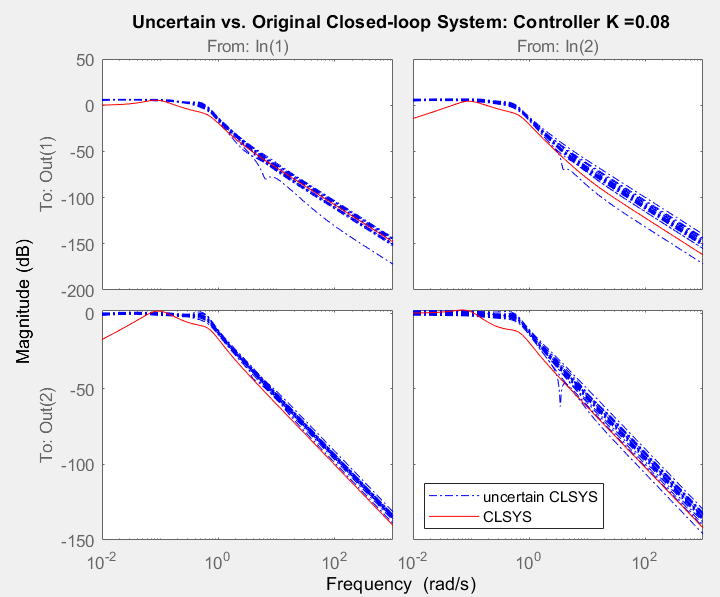 Uncertain vs. Original Closed-loop System: Controller K =0.08
From: In(1)
From: In(2)
To: Out(1)
50
0
-50
-100
-150
-200
Magnitude (dB)
To: Out(2)
0
-50
-100
-150
uncertain CLSYS
CLSYS
10^-2
10^0
10^2
10^-2
10^0
10^2
Frequency (rad/s)